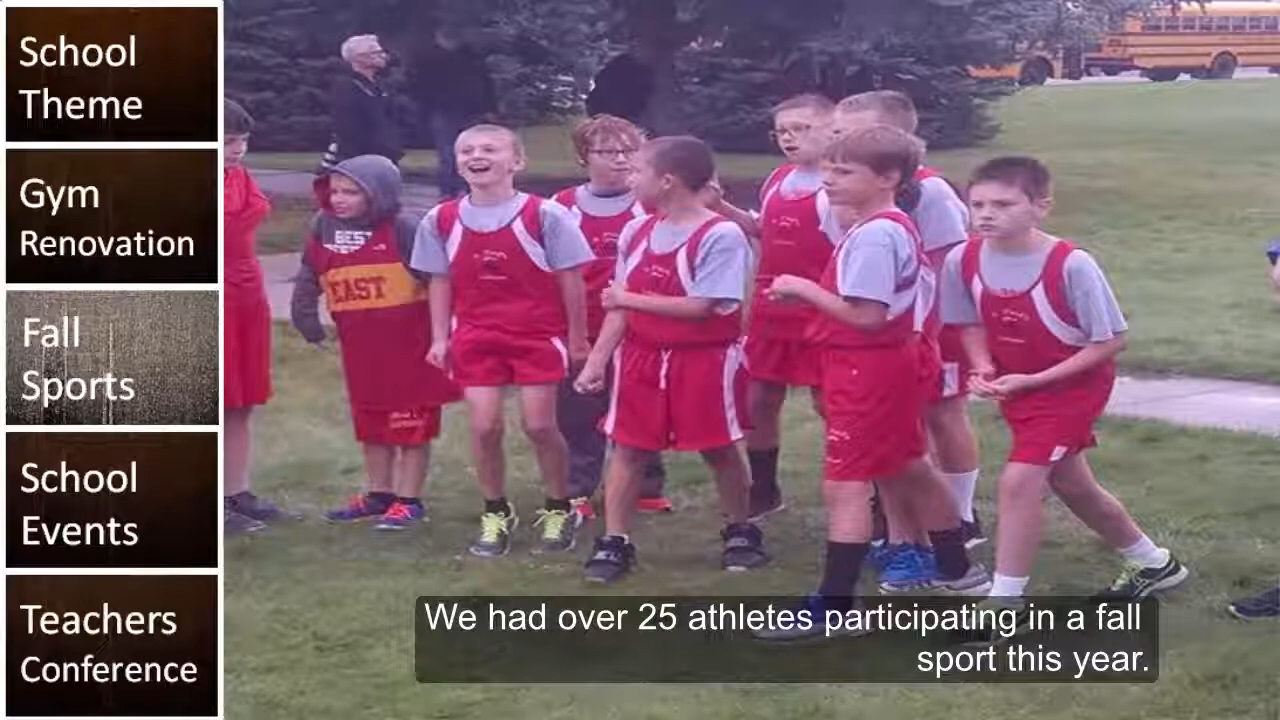 School
Theme
Gym
Renovation
Fall
Sports
School
Events
Teachers
Conference
EAST
We had over 25 athletes participating in a fall
sport this year.